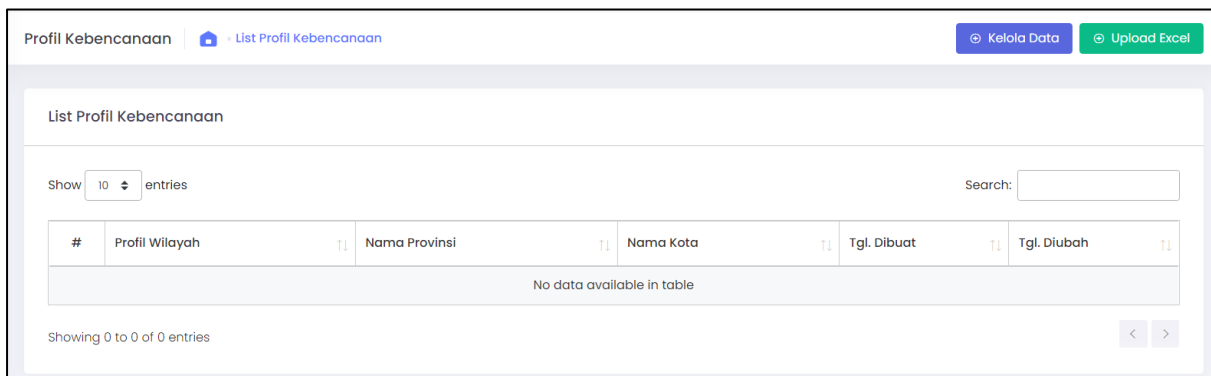 Profil Kebencanaan List Profil Kebencanaan Kelola Data Upload Excel
List Profil Kebencanaan
Show 10 entries Search:
# Profil Wilayah Nama Provinsi Nama Kota Tgl. Dibuat Tgl. Diubah
No data available in table
Showing 0 to 0 of 0 entries